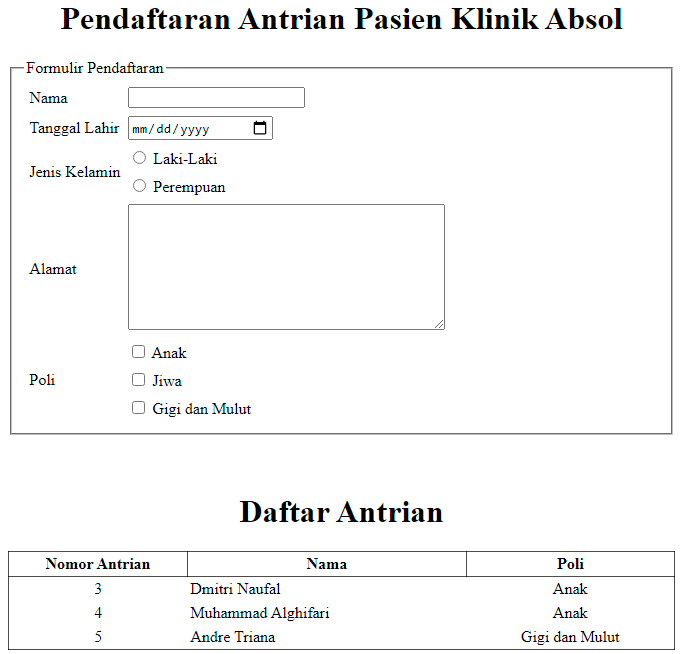 Pendaftaran Antrian Pasien Klinik Absol
Formulir Pendaftaran
Nama
Tanggal Lahir mm/dd/yyyy
Jenis Kelamin
Laki-Laki
Perempuan
Alamat
Poli
Anak
Jiwa
Gigi dan Mulut
Daftar Antrian
Nomor Antrian Nama Poli
3 Dmitri Naufal Anak
4 Muhammad Alghifari Anak
5 Andre Triana Gigi dan Mulut